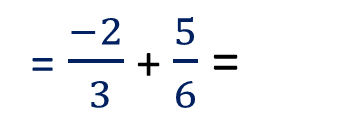 = −2/3 + 5/6 =